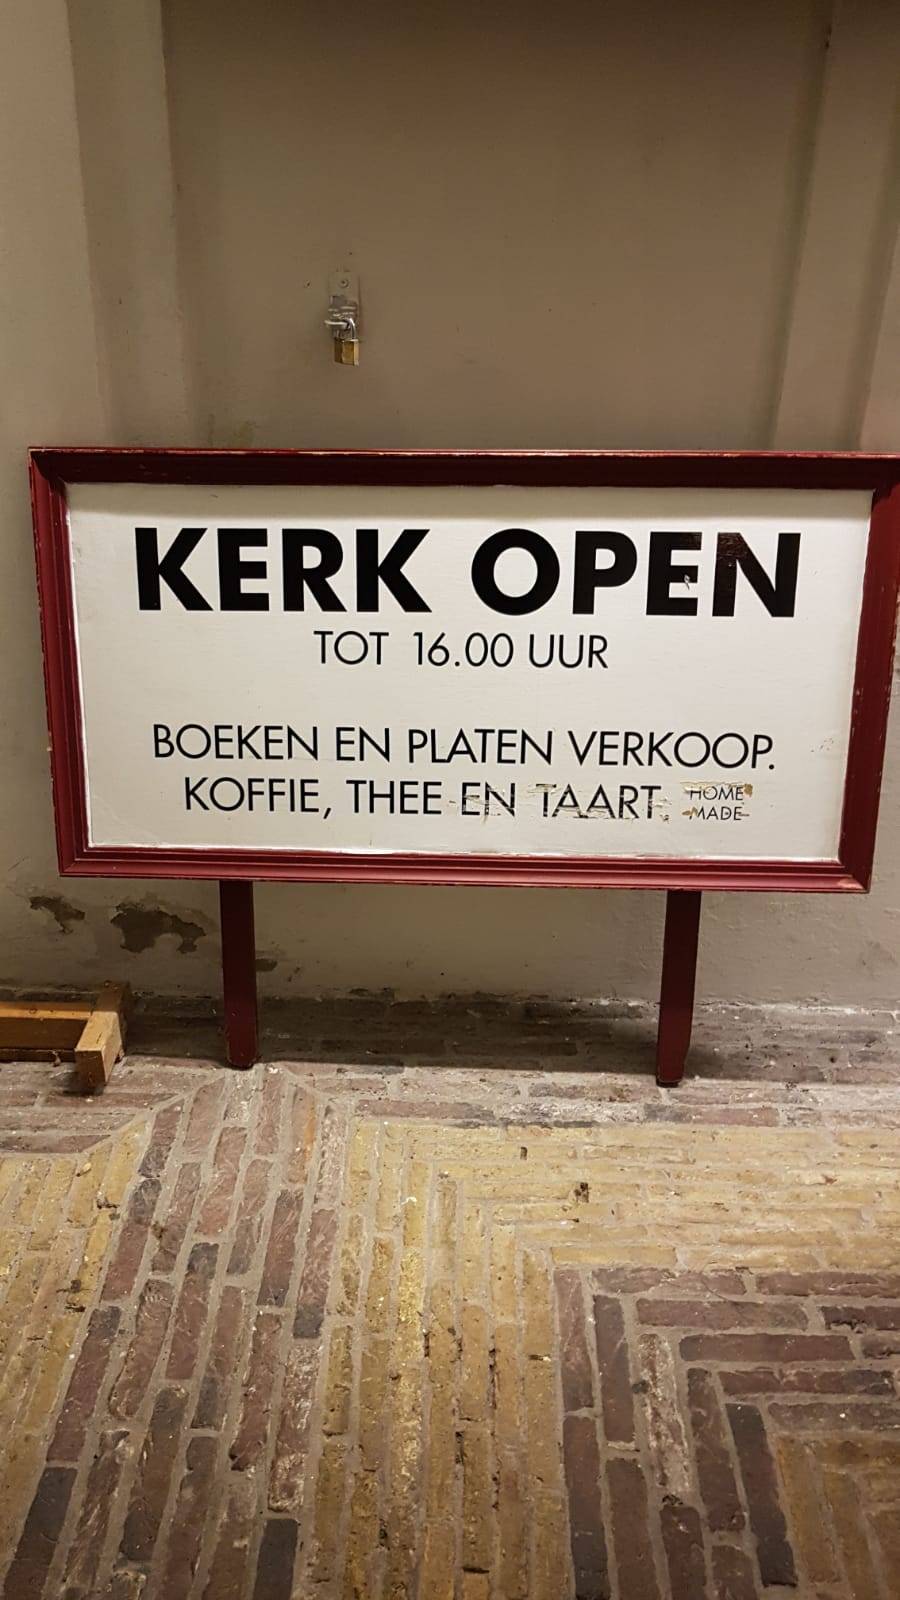 KERK OPEN
TOT 16.00 UUR
BOEKEN EN PLATEN VERKOOP.
KOFFIE, THEE EN TAART. HOME
MADE